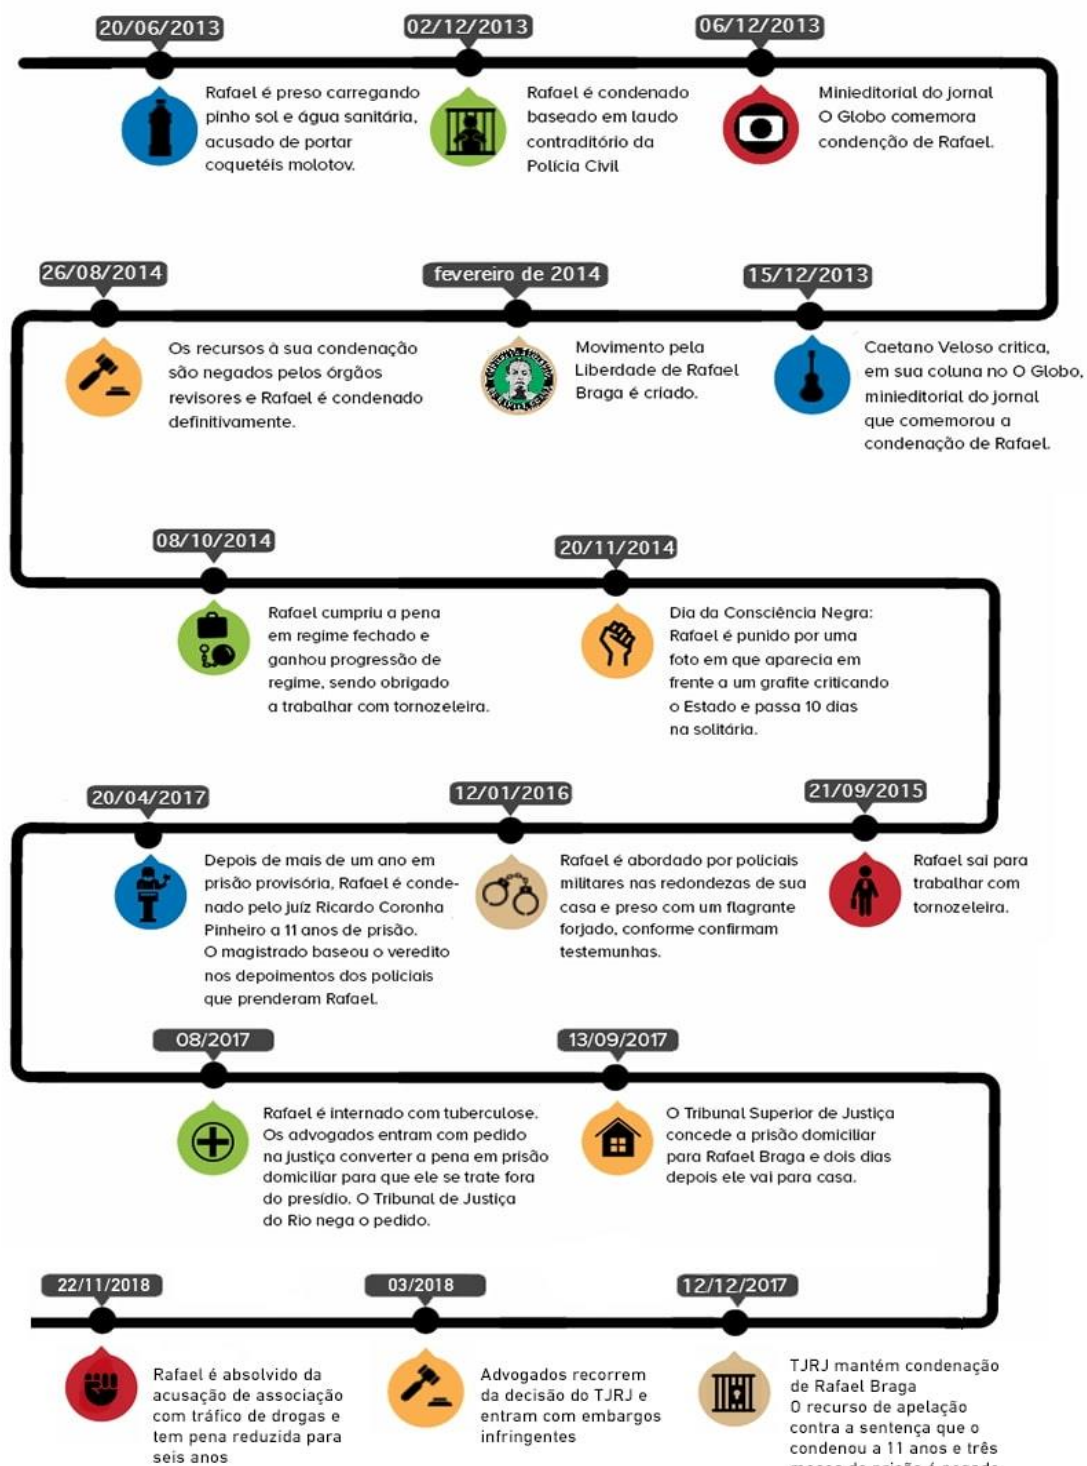 20/06/2013
Rafael é preso carregando
pinho sol e água sanitária,
acusado de portar
coquetéis molotov.
02/12/2013
Rafael é condenado
baseado em laudo
contraditório da
Polícia Civil
06/12/2013
Minieditorial do jornal
O Globo comemora
condenção de Rafael.
15/12/2013
Caetano Veloso critica,
em sua coluna no O Globo,
minieditorial do jornal
que comemorou a
condenação de Rafael.
fevereiro de 2014
Movimento pela
Liberdade de Rafael
Braga é criado.
26/08/2014
Os recursos à sua condenação
são negados pelos órgãos
revisores e Rafael é condenado
definitivamente.
08/10/2014
Rafael cumpriu a pena
em regime fechado e
ganhou progressão de
regime, sendo obrigado
a trabalhar com tornozeleira.
20/11/2014
Dia da Consciência Negra:
Rafael é punido por uma
foto em que aparecia em
frente a um grafite criticando
o Estado e passa 10 dias
na solitária.
21/09/2015
Rafael sai para
trabalhar com
tornozeleira.
12/01/2016
Rafael é abordado por policiais
militares nas redondezas de sua
casa e preso com um flagrante
forjado, conforme confirmam
testemunhas.
20/04/2017
Depois de mais de um ano em
prisão provisória, Rafael é conde-
nado pelo juíz Ricardo Coronha
Pinheiro a 11 anos de prisão.
O magistrado baseou o veredito
nos depoimentos dos policiais
que prenderam Rafael.
08/2017
Rafael é internado com tuberculose.
Os advogados entram com pedido
na justiça converter a pena em prisão
domiciliar para que ele se trate fora
do presídio. O Tribunal de Justiça
do Rio nega o pedido.
13/09/2017
O Tribunal Superior de Justiça
concede a prisão domiciliar
para Rafael Braga e dois dias
depois ele vai para casa.
12/12/2017
TJRJ mantém condenação
de Rafael Braga
O recurso de apelação
contra a sentença que o
condenou a 11 anos e três
03/2018
Advogados recorrem
da decisão do TJRJ e
entram com embargos
infringentes
22/11/2018
Rafael é absolvido da
acusação de associação
com tráfico de drogas e
tem pena reduzida para
seis anos